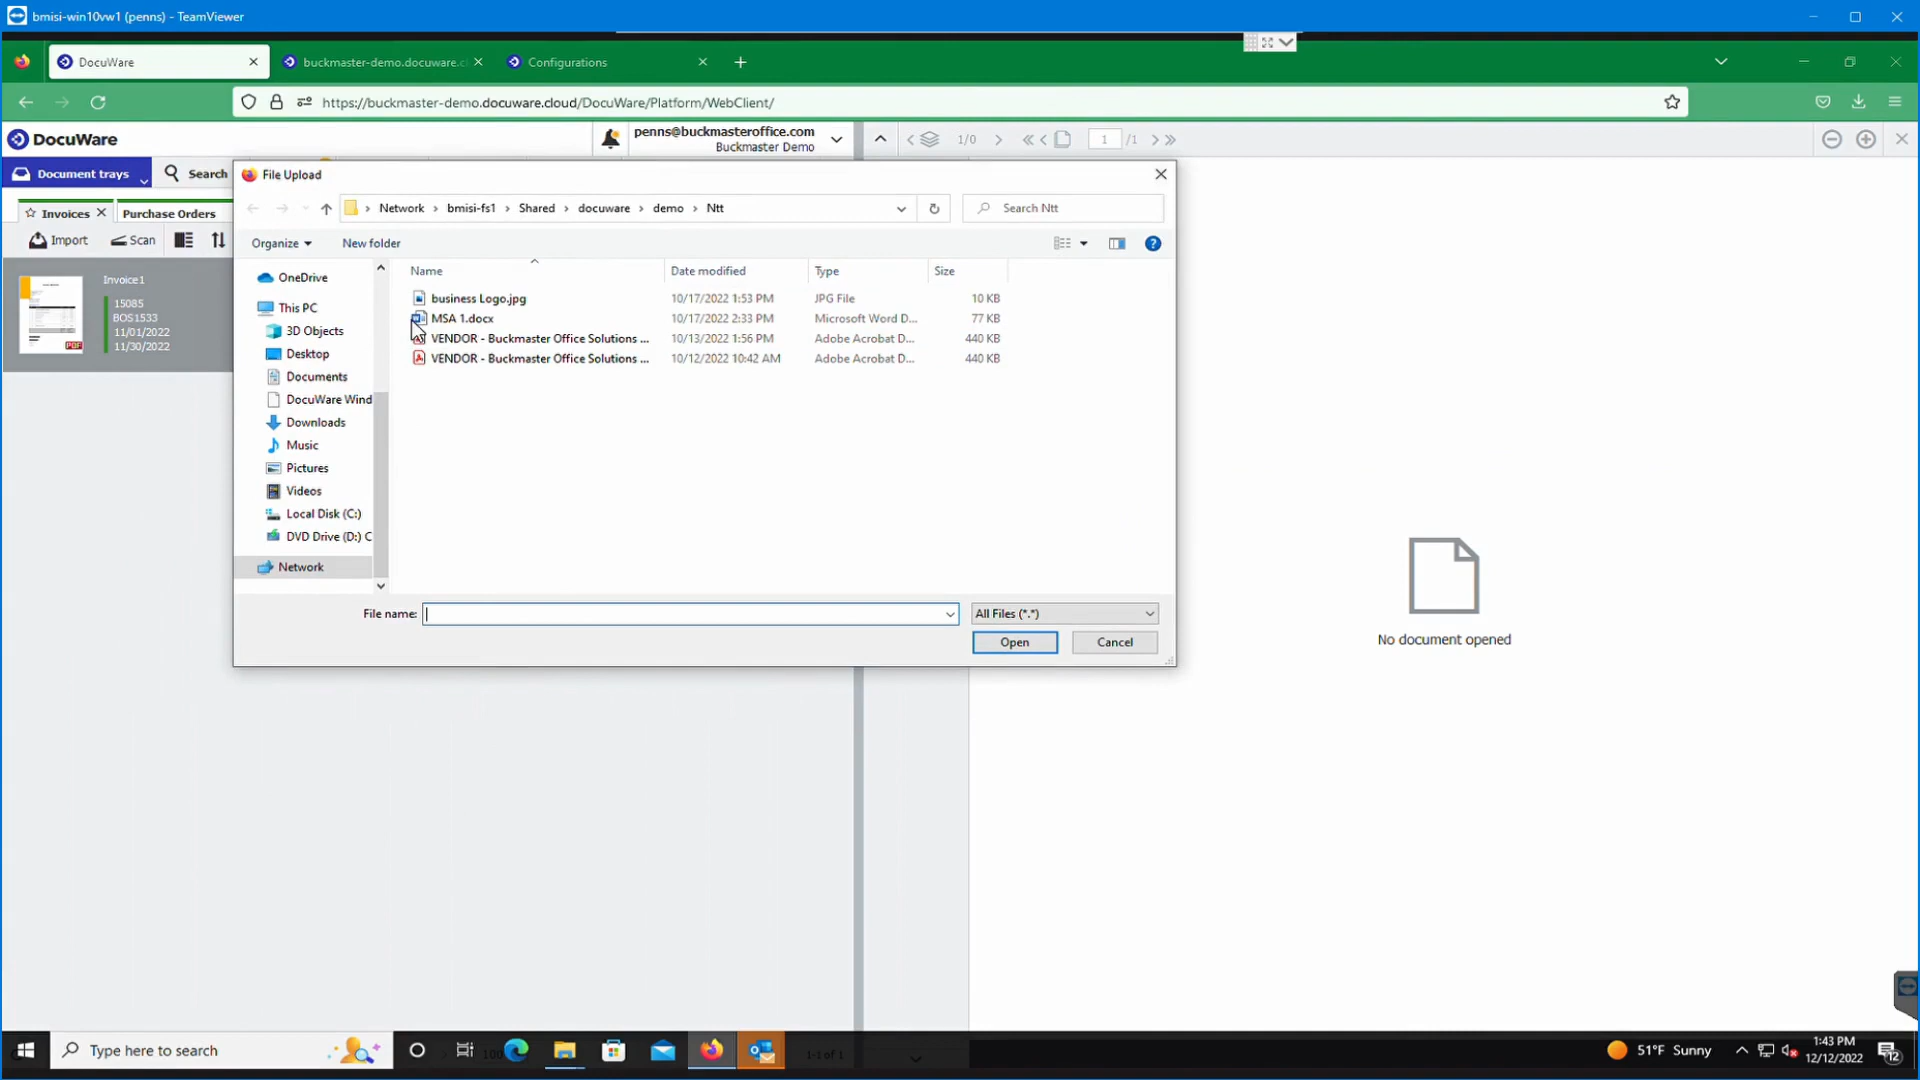 bmisi-win10vw1 (penns) - TeamViewer
DocuWare
buckmaster-demo.docuware.c
Configurations
https://buckmaster-demo.docuware.cloud/DocuWare/Platform/WebClient/
DocuWare
penns@buckmasteroffice.com
Buckmaster Demo
1/0
1
/1
Document trays
Search
Invoices
Purchase Orders
Import
Scan
Invoice1
15085
BOS1533
11/01/2022
11/30/2022
PDF
File Upload
Network
bmisi-fs1
Shared
docuware
demo
Ntt
Search Ntt
Organize
New folder
OneDrive
This PC
3D Objects
Desktop
Documents
DocuWare Wind
Downloads
Music
Pictures
Videos
Local Disk (C:)
DVD Drive (D:) C
Network
Name Date modified Type Size
business Logo.jpg 10/17/2022 1:53 PM JPG File 10 KB
MSA 1.docx 10/17/2022 2:33 PM Microsoft Word D... 77 KB
VENDOR - Buckmaster Office Solutions ... 10/13/2022 1:56 PM Adobe Acrobat D... 440 KB
VENDOR - Buckmaster Office Solutions ... 10/12/2022 10:42 AM Adobe Acrobat D... 440 KB
File name:
All Files (*.*)
Open
Cancel
No document opened
Type here to search
100
1-1 of 1
51°F Sunny
1:43 PM
12/12/2022
12